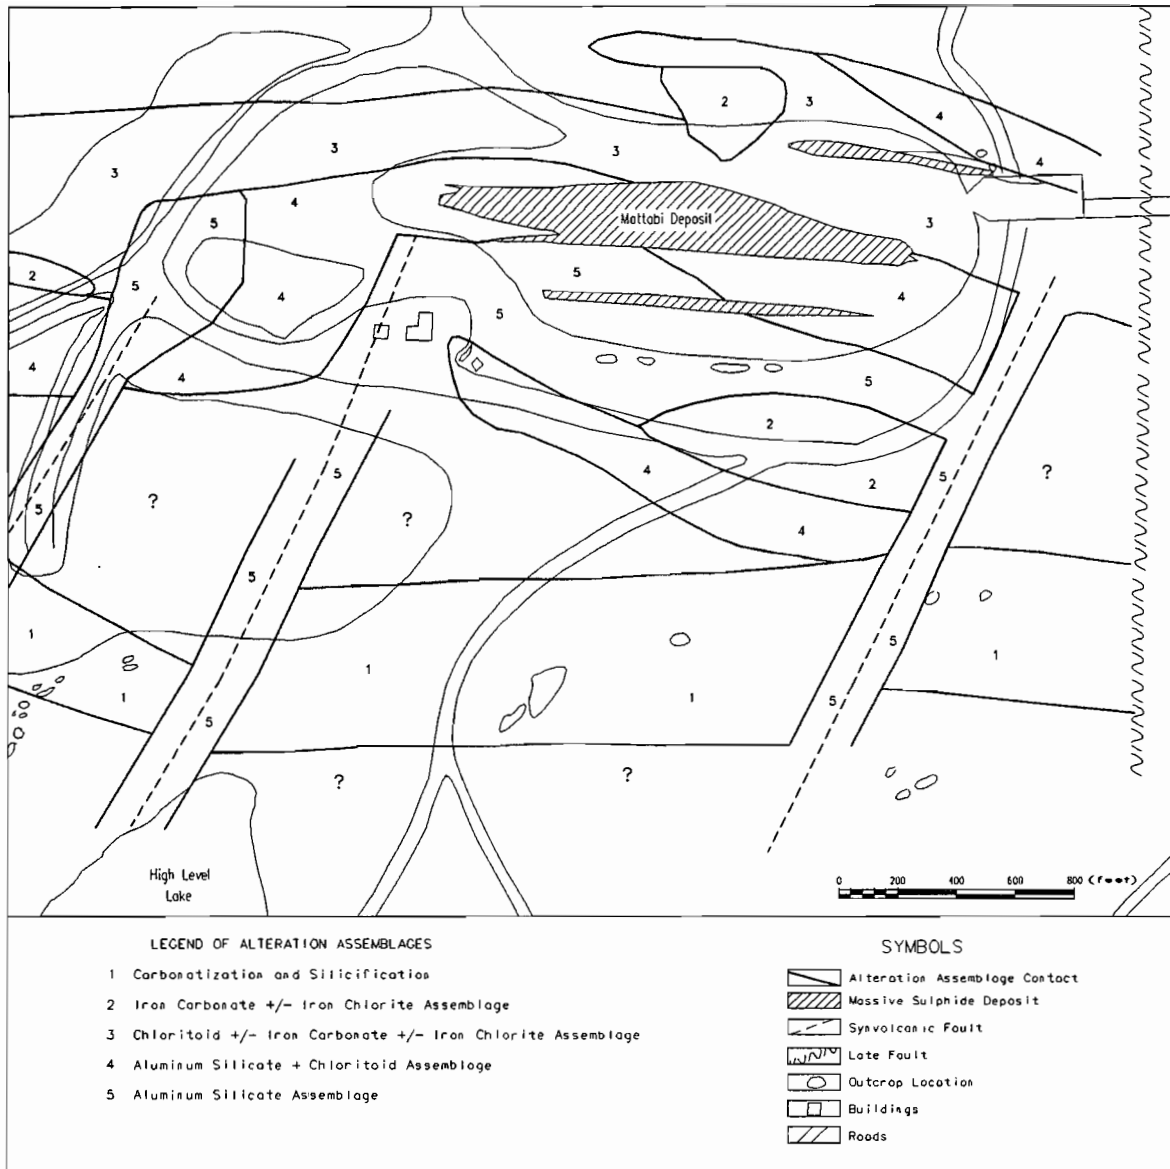 2 3 4
3 3 4
3
4 5 Mattabi Deposit 3
2 5 5
4 4
5
4 4 5
2
5 4 2 5 ?
? 5 ? 4
5
1 5 1
1 1 1
5 5
? ?
High Level
Lake
0 200 400 600 800 (feet)
LEGEND OF ALTERATION ASSEMBLAGES
1 Carbonatization and Silicification
2 Iron Carbonate +/- Iron Chlorite Assemblage
3 Chloritoid +/- Iron Carbonate +/- Iron Chlorite Assemblage
4 Aluminum Silicate + Chloritoid Assemblage
5 Aluminum Silicate Assemblage
SYMBOLS
Alteration Assemblage Contact
Massive Sulphide Deposit
Synvolcanic Fault
Late Fault
Outcrop Location
Buildings
Roads